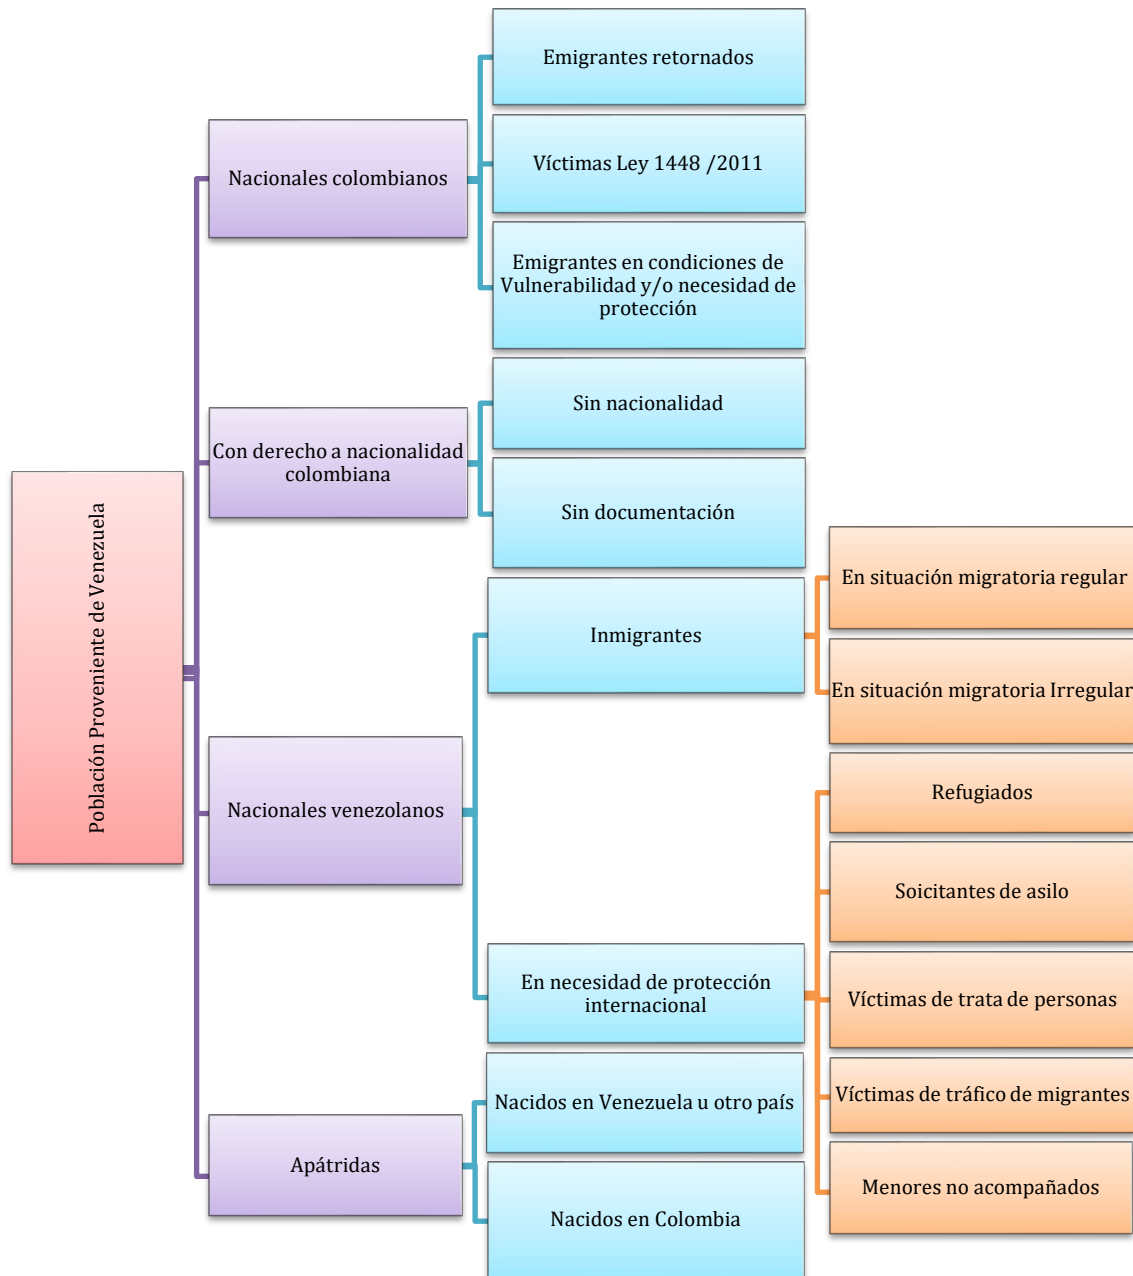 Población Proveniente de Venezuela
Nacionales colombianos
Emigrantes retornados
Víctimas Ley 1448 /2011
Emigrantes en condiciones de
Vulnerabilidad y/o necesidad de
protección
Con derecho a nacionalidad
colombiana
Sin nacionalidad
Sin documentación
Nacionales venezolanos
Inmigrantes
En situación migratoria regular
En situación migratoria Irregular
En necesidad de protección
internacional
Refugiados
Soicitantes de asilo
Víctimas de trata de personas
Víctimas de tráfico de migrantes
Menores no acompañados
Apátridas
Nacidos en Venezuela u otro país
Nacidos en Colombia